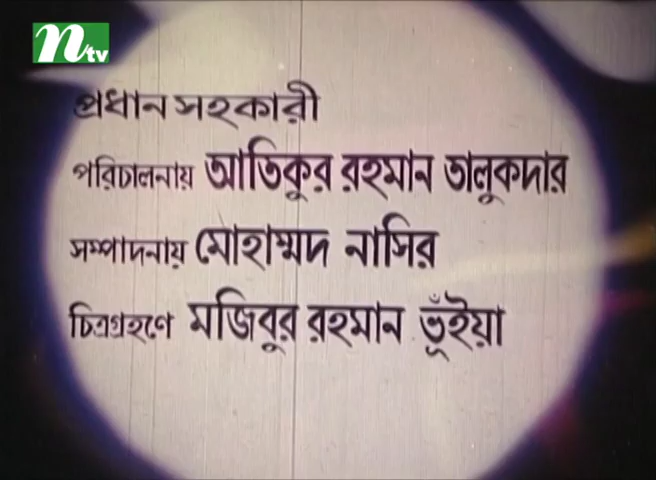 ntv
প্রধান সহকারী
পরিচালনায় আতিকুর রহমান তালুকদার
সম্পাদনায় মোহাম্মদ নাসির
চিত্রগ্রহণে মজিবুর রহমান ভূঁইয়া